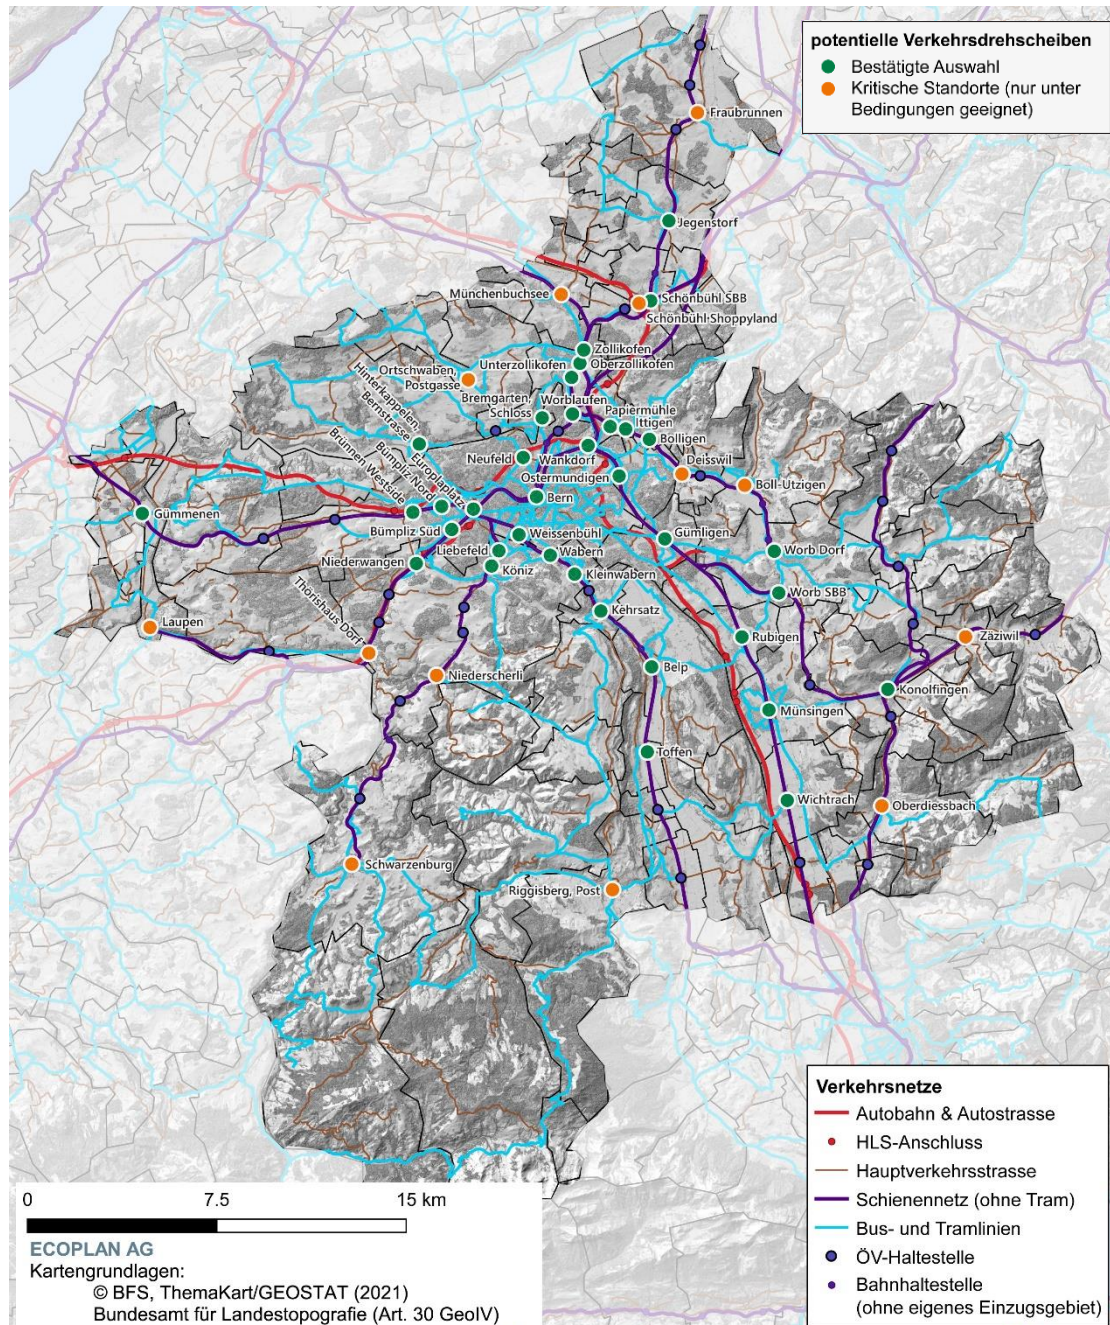 potentielle Verkehrsdrehscheiben
Bestätigte Auswahl
Kritische Standorte (nur unter
Bedingungen geeignet)
Fraubrunnen
Jegenstorf
Münchenbuchsee
Schönbühl SBB
Schönbühl Shoppyland
Zollikofen
Unterzollikofen
Oberzollikofen
Ortschwaben,
Postgasse
Hinterkappelen,
Bernstrasse
Bremgarten,
Schloss
Worblaufen
Papiermühle
Ittigen
Bolligen
Brünnen Westside
Bümpliz Nord
Europlaplatz
Neufeld
Wankdorf
Deisswil
Ostermundigen
Boll-Utzigen
Bern
Gümmenen
Bümpliz Süd
Weissenbühl
Gümligen
Liebefeld
Wabern
Worb Dorf
Niederwangen
Köniz
Kleinwabern
Worb SBB
Kehrsatz
Laupen
Thorishaus Dorf
Rubigen
Zäziwil
Niederscherli
Belp
Konolfingen
Münsingen
Toffen
Wichtrach
Oberdiessbach
Schwarzenburg
Riggisberg, Post
Verkehrsnetze
Autobahn & Autostrasse
HLS-Anschluss
Hauptverkehrsstrasse
Schienennetz (ohne Tram)
Bus- und Tramlinien
ÖV-Haltestelle
Bahnhaltestelle
(ohne eigenes Einzugsgebiet)
0 7.5 15 km
ECOPLAN AG
Kartengrundlagen:
© BFS, ThemaKart/GEOSTAT (2021)
Bundesamt für Landestopografie (Art. 30 GeoIV)